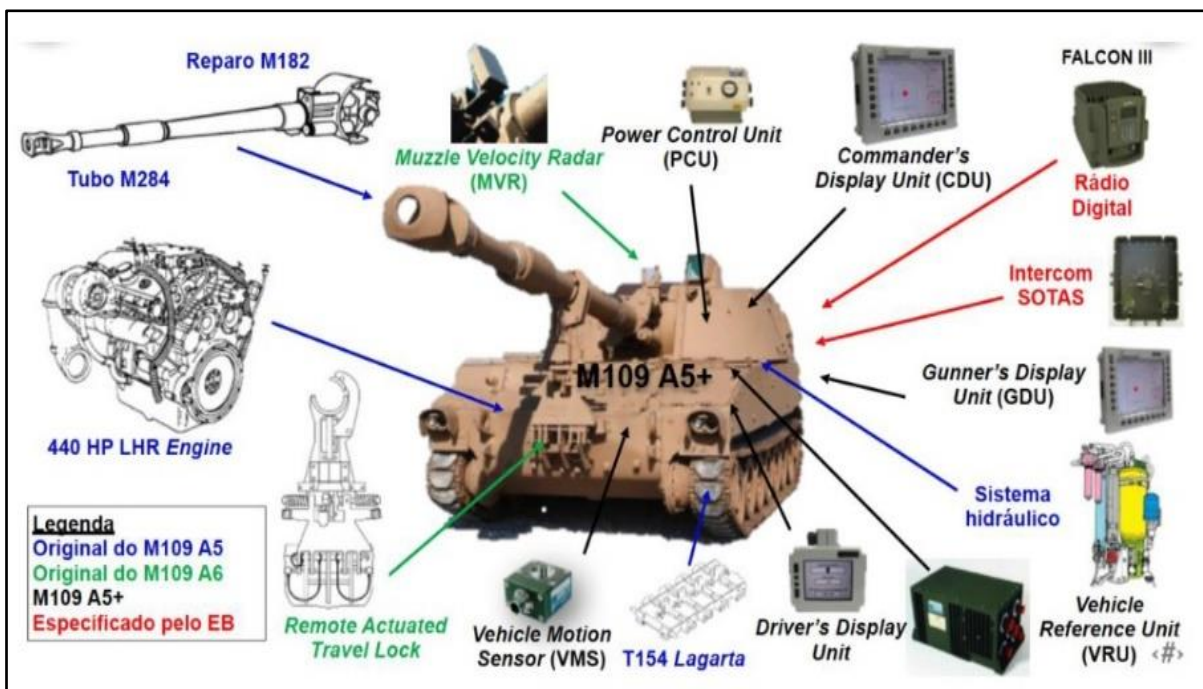 Reparo M182
Tubo M284
Muzzle Velocity Radar
(MVR)
Power Control Unit
(PCU)
Commander's
Display Unit (CDU)
FALCON III
Rádio
Digital
Intercom
SOTAS
M109 A5+
Gunner's Display
Unit (GDU)
440 HP LHR Engine
Sistema
hidráulico
Legenda
Original do M109 A5
Original do M109 A6
M109 A5+
Especificado pelo EB
Remote Actuated
Travel Lock
Vehicle Motion
Sensor (VMS)
T154 Lagarta
Driver's Display
Unit
Vehicle
Reference Unit
(VRU) ‹#›